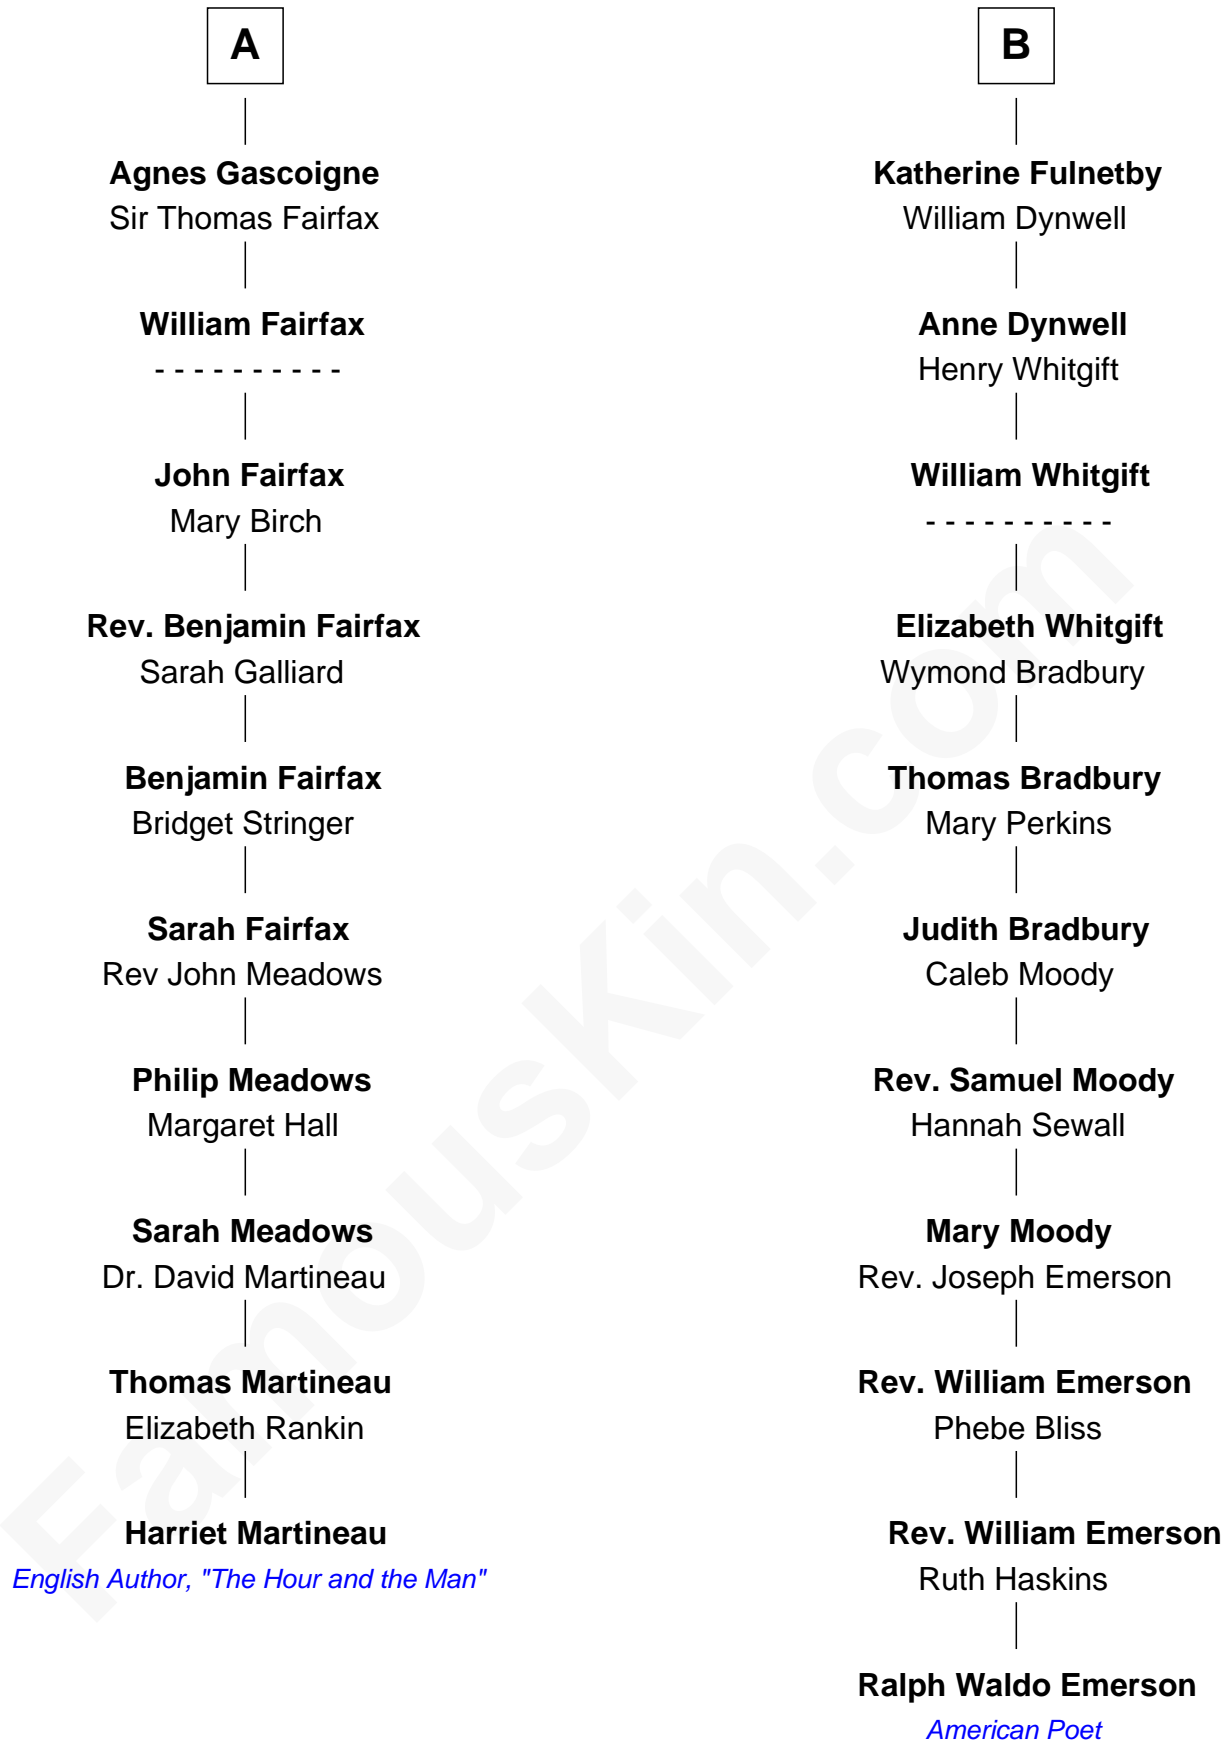 A
Agnes Gascoigne
Sir Thomas Fairfax
William Fairfax
- - - - - - - - - -
John Fairfax
Mary Birch
Rev. Benjamin Fairfax
Sarah Galliard
Benjamin Fairfax
Bridget Stringer
Sarah Fairfax
Rev John Meadows
Philip Meadows
Margaret Hall
Sarah Meadows
Dr. David Martineau
Thomas Martineau
Elizabeth Rankin
Harriet Martineau
English Author, "The Hour and the Man"
B
Katherine Fulnetby
William Dynwell
Anne Dynwell
Henry Whitgift
William Whitgift
- - - - - - - - - -
Elizabeth Whitgift
Wymond Bradbury
Thomas Bradbury
Mary Perkins
Judith Bradbury
Caleb Moody
Rev. Samuel Moody
Hannah Sewall
Mary Moody
Rev. Joseph Emerson
Rev. William Emerson
Phebe Bliss
Rev. William Emerson
Ruth Haskins
Ralph Waldo Emerson
American Poet
FamousKin.com